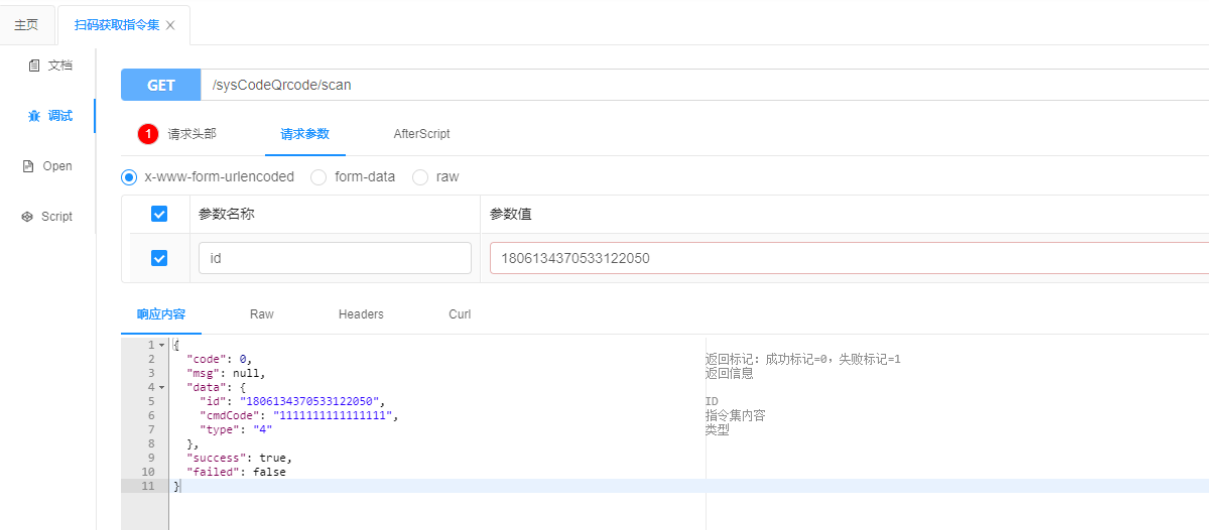 主页 扫码获取指令集
文档
调试
Open
Script
GET /sysCodeQrcode/scan
1 请求头部 请求参数 AfterScript
x-www-form-urlencoded form-data raw
参数名称 参数值
id 1806134370533122050
响应内容 Raw Headers Curl
1 {
2 "code": 0, 返回标记：成功标记=0，失败标记=1
3 "msg": null, 返回信息
4 "data": {
5 "id": "1806134370533122050", ID
6 "cmdCode": "1111111111111111", 指令集内容
7 "type": "4" 类型
8 },
9 "success": true,
10 "failed": false
11 }